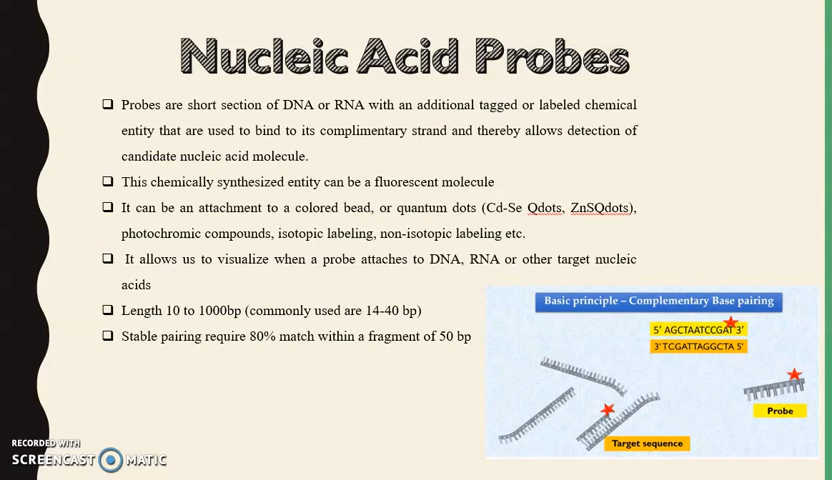 Nucleic Acid Probes
❑ Probes are short section of DNA or RNA with an additional tagged or labeled chemical
entity that are used to bind to its complimentary strand and thereby allows detection of
candidate nucleic acid molecule.
❑ This chemically synthesized entity can be a fluorescent molecule
❑ It can be an attachment to a colored bead, or quantum dots (Cd-Se Qdots, ZnSQdots),
photochromic compounds, isotopic labeling, non-isotopic labeling etc.
❑ It allows us to visualize when a probe attaches to DNA, RNA or other target nucleic
acids
❑ Length 10 to 1000bp (commonly used are 14-40 bp)
❑ Stable pairing require 80% match within a fragment of 50 bp
Basic principle – Complementary Base pairing
5' AGCTAATCCGAT 3'
3' TCGATTAGGCTA 5'
Probe
Target sequence
RECORDED WITH
SCREENCAST MATIC